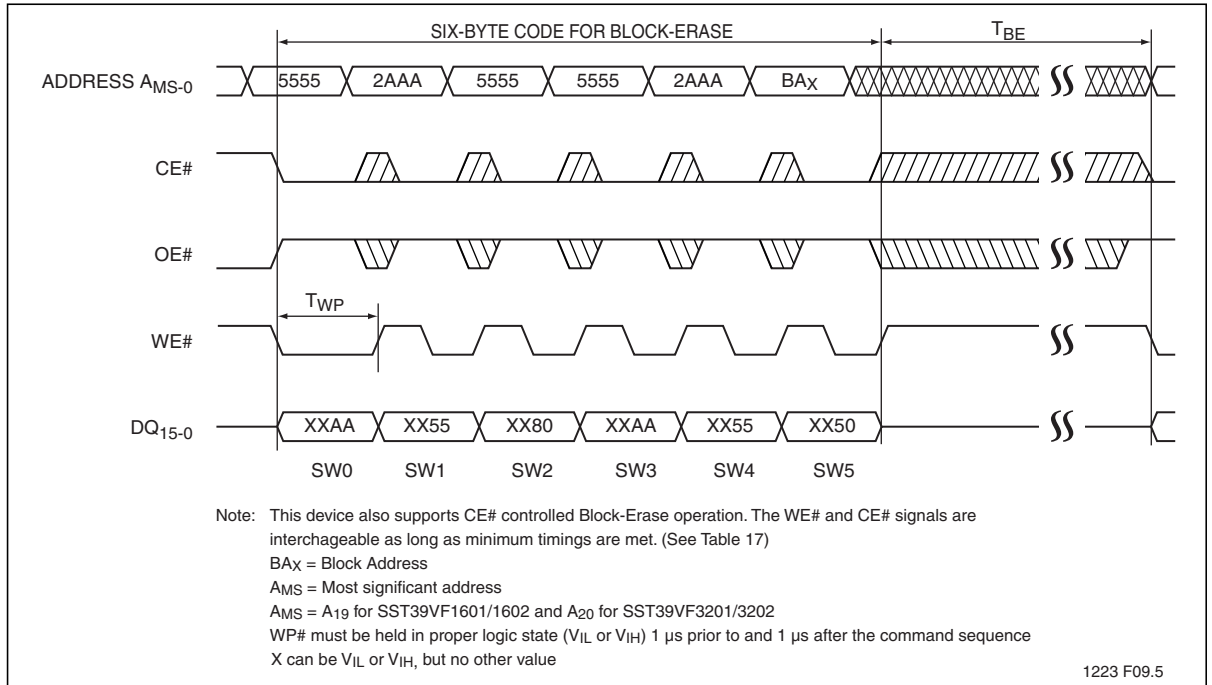 SIX-BYTE CODE FOR BLOCK-ERASE TBE
ADDRESS AMS-0 5555 2AAA 5555 5555 2AAA BAX
CE#
OE#
TWP
WE#
DQ15-0 XXAA XX55 XX80 XXAA XX55 XX50
SW0 SW1 SW2 SW3 SW4 SW5
Note: This device also supports CE# controlled Block-Erase operation. The WE# and CE# signals are
interchageable as long as minimum timings are met. (See Table 17)
BAX = Block Address
AMS = Most significant address
AMS = A19 for SST39VF1601/1602 and A20 for SST39VF3201/3202
WP# must be held in proper logic state (VIL or VIH) 1 µs prior to and 1 µs after the command sequence
X can be VIL or VIH, but no other value
1223 F09.5